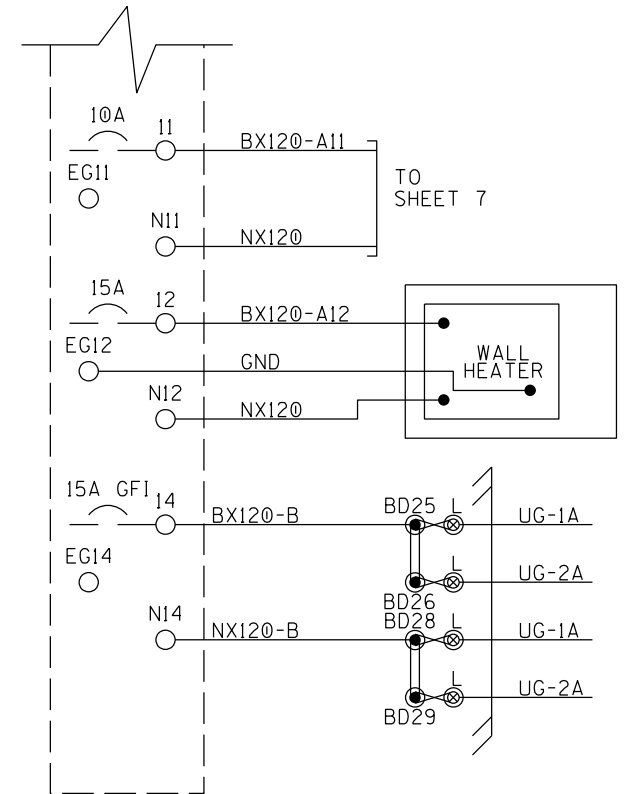 10A
11
BX120-A11
EG11
TO
SHEET 7
N11
NX120
15A
12
BX120-A12
EG12
GND
WALL
HEATER
N12
NX120
15A GFI
14
BX120-B
BD25
L
UG-1A
EG14
L
UG-2A
BD26
BD28
L
N14
NX120-B
UG-1A
L
UG-2A
BD29